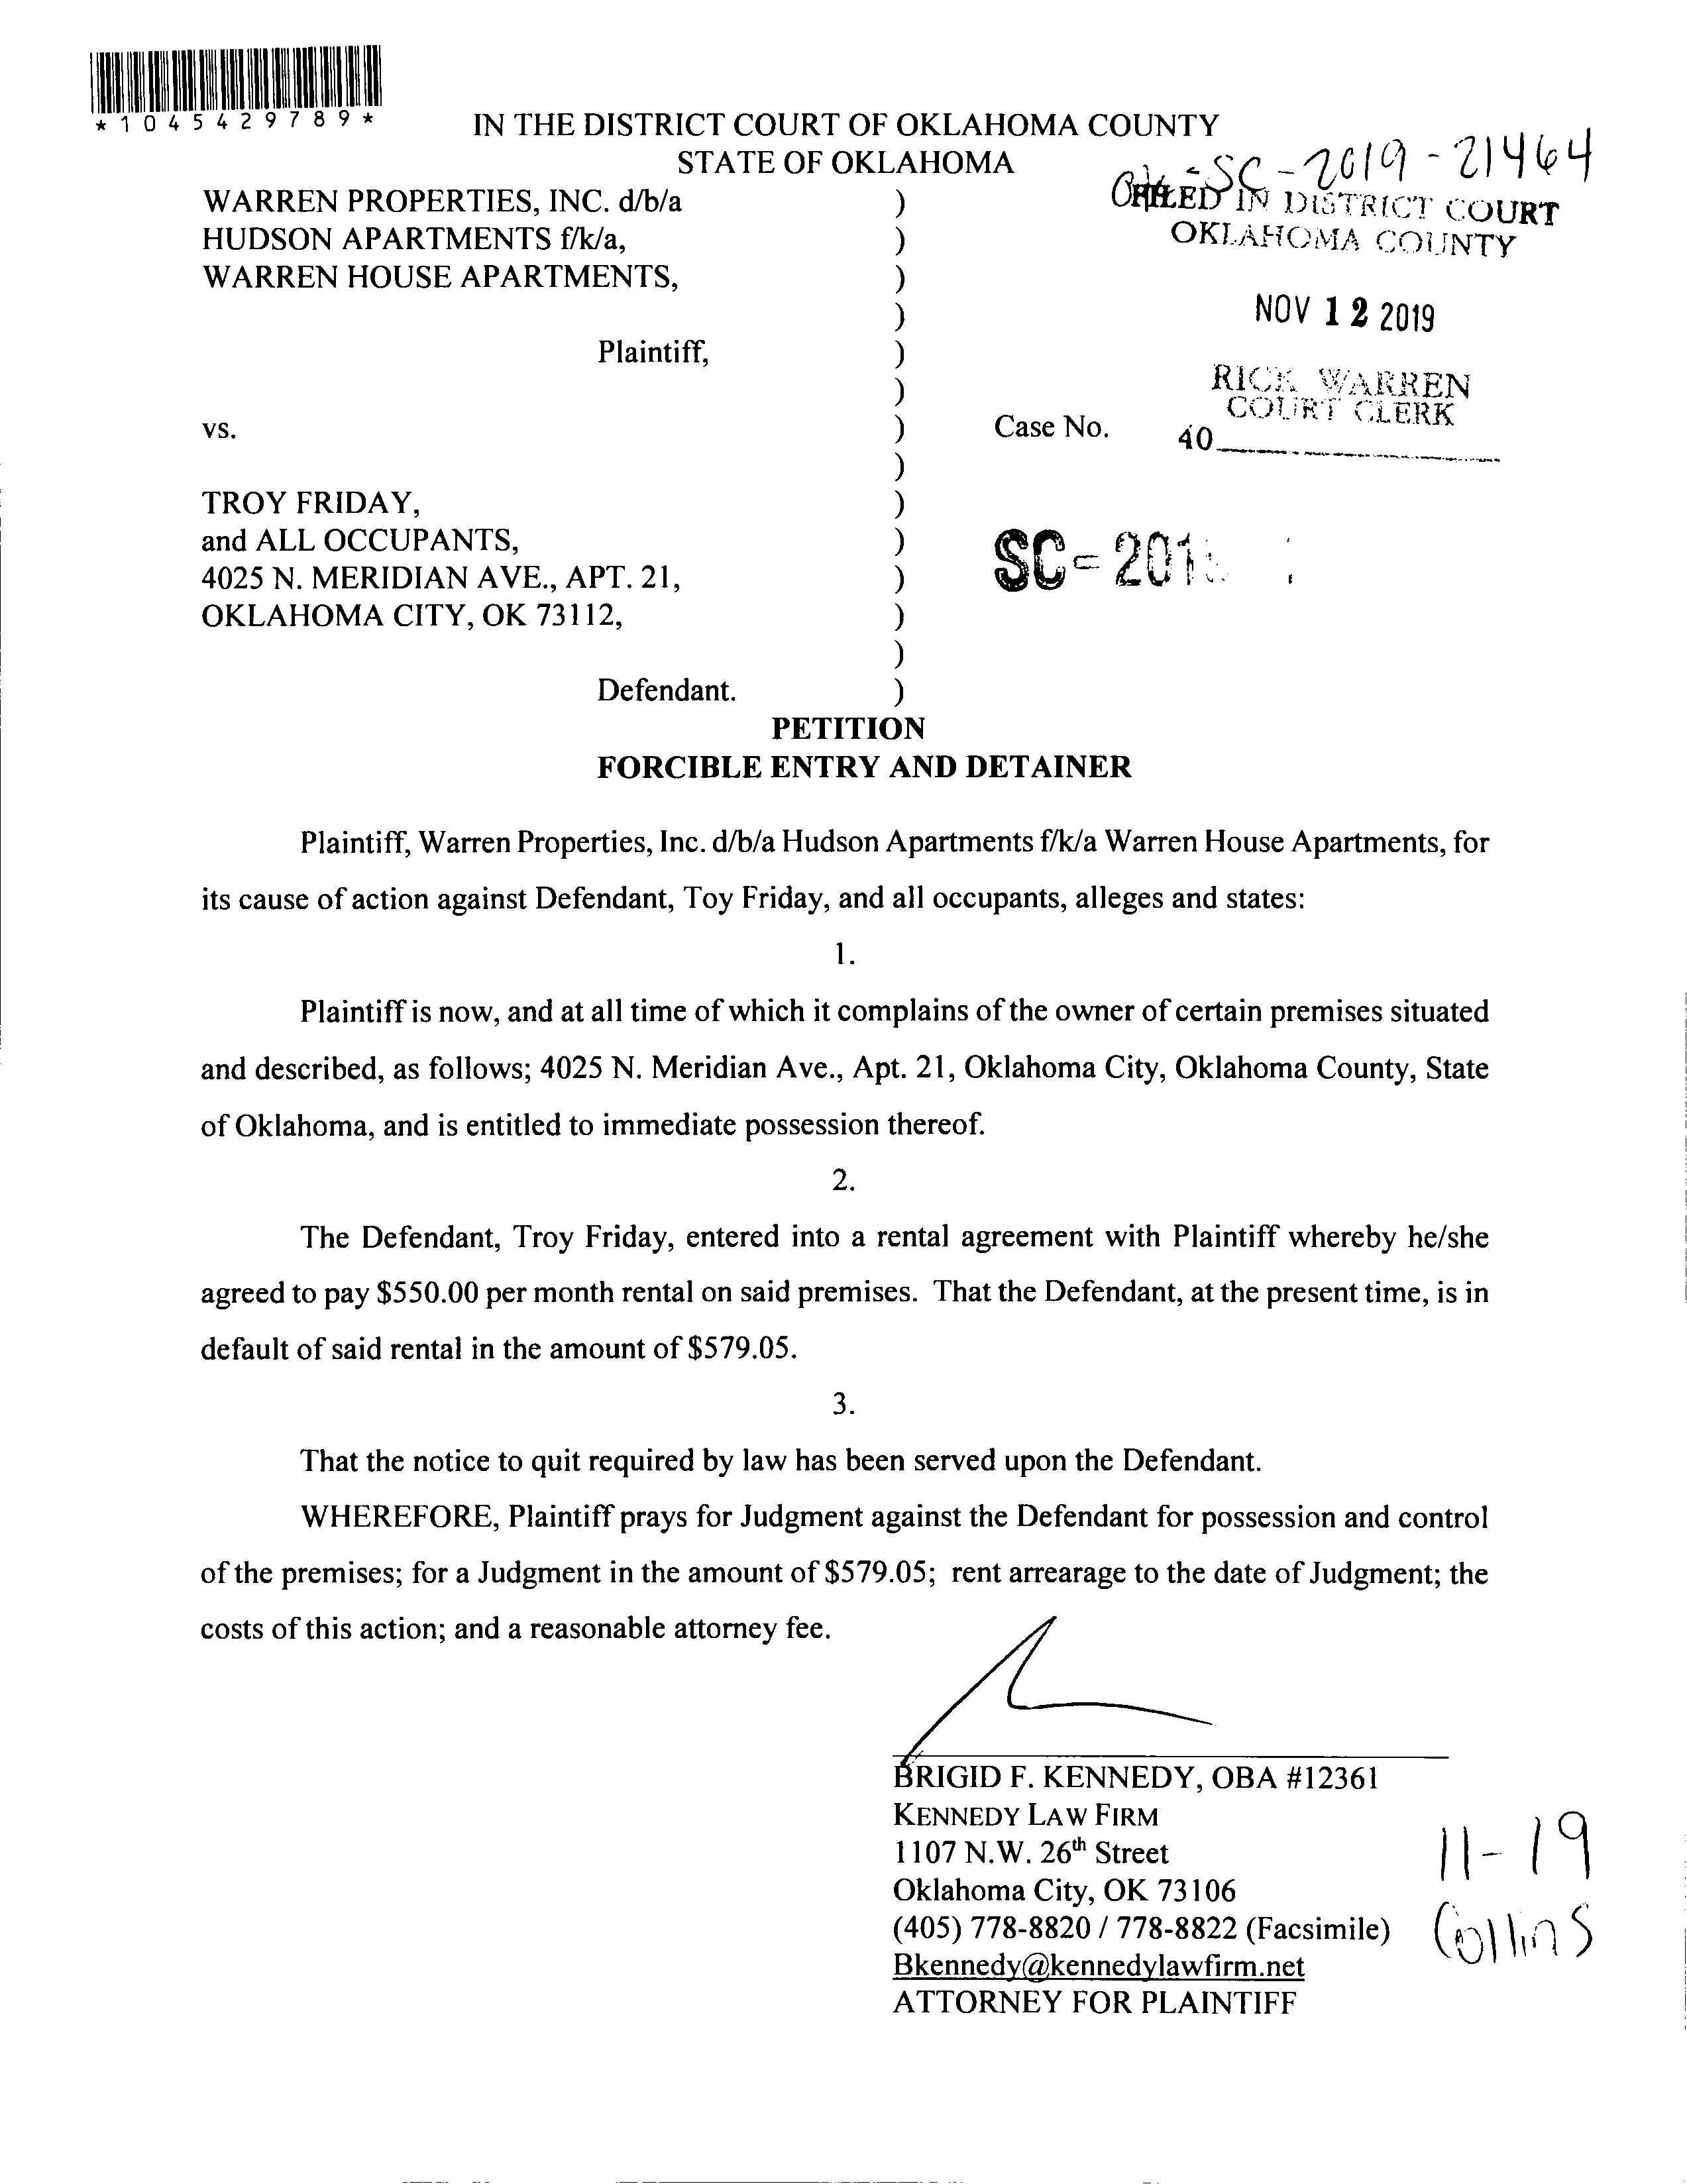 *1045429789*
IN THE DISTRICT COURT OF OKLAHOMA COUNTY
STATE OF OKLAHOMA
SC-2019-21464
FILED IN DISTRICT COURT
OKLAHOMA COUNTY
NOV 12 2019
RICK WARREN
COURT CLERK
40
WARREN PROPERTIES, INC. d/b/a )
HUDSON APARTMENTS f/k/a, )
WARREN HOUSE APARTMENTS, )
)
Plaintiff, )
)
vs. ) Case No.
)
TROY FRIDAY, )
and ALL OCCUPANTS, ) SC-201
4025 N. MERIDIAN AVE., APT. 21, )
OKLAHOMA CITY, OK 73112, )
)
Defendant. )
PETITION
FORCIBLE ENTRY AND DETAINER
Plaintiff, Warren Properties, Inc. d/b/a Hudson Apartments f/k/a Warren House Apartments, for
its cause of action against Defendant, Toy Friday, and all occupants, alleges and states:
1.
Plaintiff is now, and at all time of which it complains of the owner of certain premises situated
and described, as follows; 4025 N. Meridian Ave., Apt. 21, Oklahoma City, Oklahoma County, State
of Oklahoma, and is entitled to immediate possession thereof.
2.
The Defendant, Troy Friday, entered into a rental agreement with Plaintiff whereby he/she
agreed to pay $550.00 per month rental on said premises. That the Defendant, at the present time, is in
default of said rental in the amount of $579.05.
3.
That the notice to quit required by law has been served upon the Defendant.
WHEREFORE, Plaintiff prays for Judgment against the Defendant for possession and control
of the premises; for a Judgment in the amount of $579.05; rent arrearage to the date of Judgment; the
costs of this action; and a reasonable attorney fee.
BRIGID F. KENNEDY, OBA #12361
KENNEDY LAW FIRM
1107 N.W. 26th Street
Oklahoma City, OK 73106
(405) 778-8820 / 778-8822 (Facsimile)
Bkennedy@kennedylawfirm.net
ATTORNEY FOR PLAINTIFF
11-19
Collins